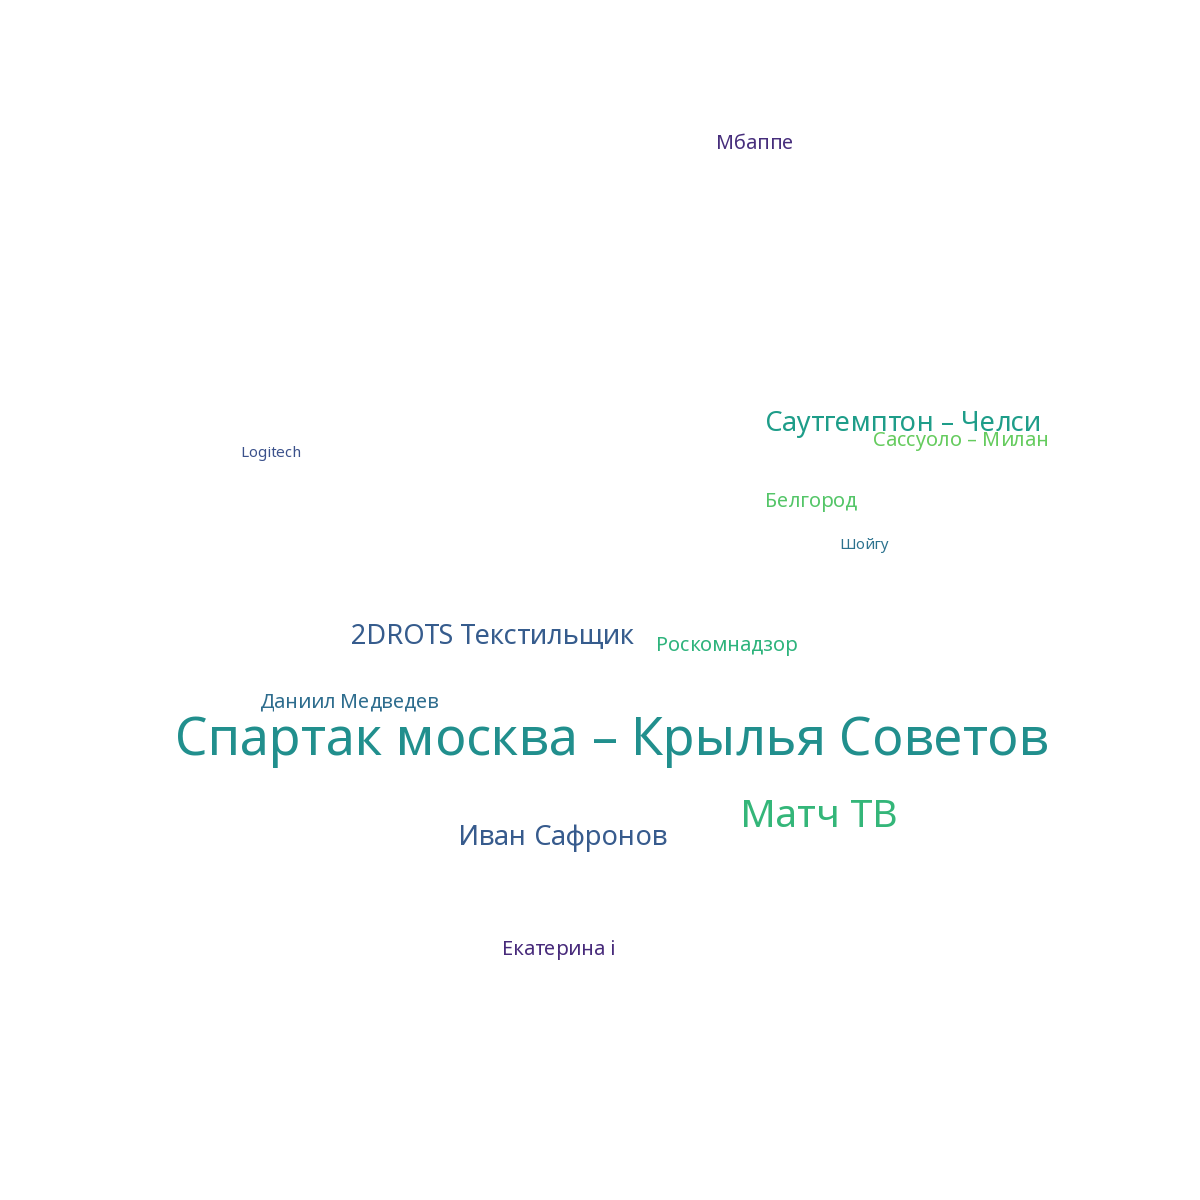 Мбаппе
Саутгемптон – Челси
Сассуоло – Милан
Logitech
Белгород
Шойгу
2DROTS Текстильщик
Роскомнадзор
Даниил Медведев
Спартак москва – Крылья Советов
Матч ТВ
Иван Сафронов
Екатерина i